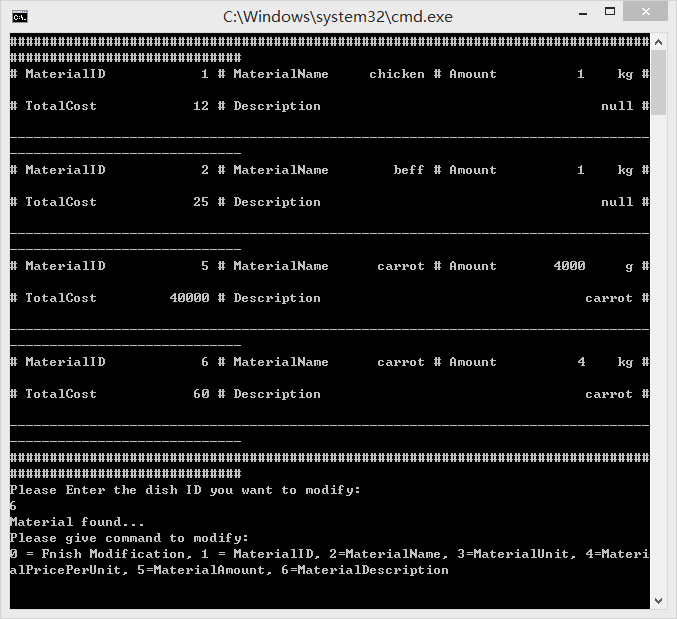 C:\Windows\system32\cmd.exe
################################################################################
#############################
# MaterialID            1 # MaterialName     chicken # Amount          1    kg #
# TotalCost            12 # Description                                   null #
--------------------------------------------------------------------------------
-----------------------------
# MaterialID            2 # MaterialName        beff # Amount          1    kg #
# TotalCost            25 # Description                                   null #
--------------------------------------------------------------------------------
-----------------------------
# MaterialID            5 # MaterialName      carrot # Amount       4000     g #
# TotalCost         40000 # Description                                 carrot #
--------------------------------------------------------------------------------
-----------------------------
# MaterialID            6 # MaterialName      carrot # Amount          4    kg #
# TotalCost            60 # Description                                 carrot #
--------------------------------------------------------------------------------
-----------------------------
################################################################################
#############################
Please Enter the dish ID you want to modify:
6
Material found...
Please give command to modify:
0 = Fnish Modification, 1 = MaterialID, 2=MaterialName, 3=MaterialUnit, 4=Materi
alPricePerUnit, 5=MaterialAmount, 6=MaterialDescription